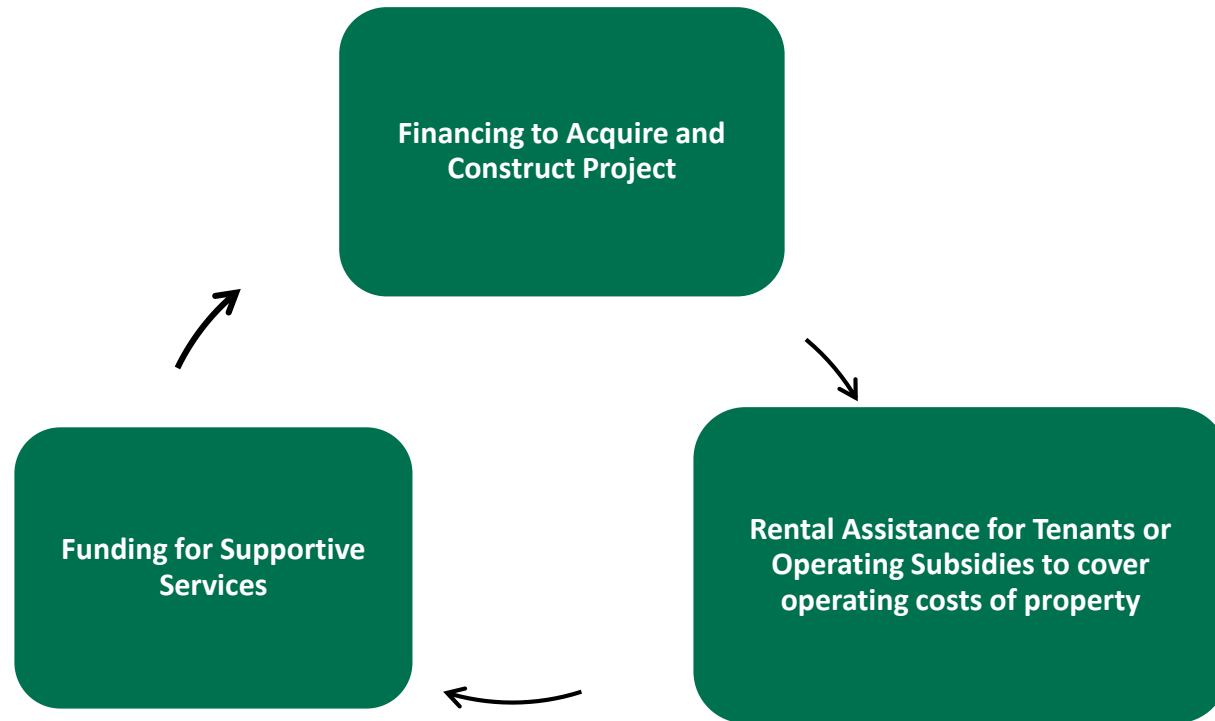 Financing to Acquire and
Construct Project
Funding for Supportive
Services
Rental Assistance for Tenants or
Operating Subsidies to cover
operating costs of property